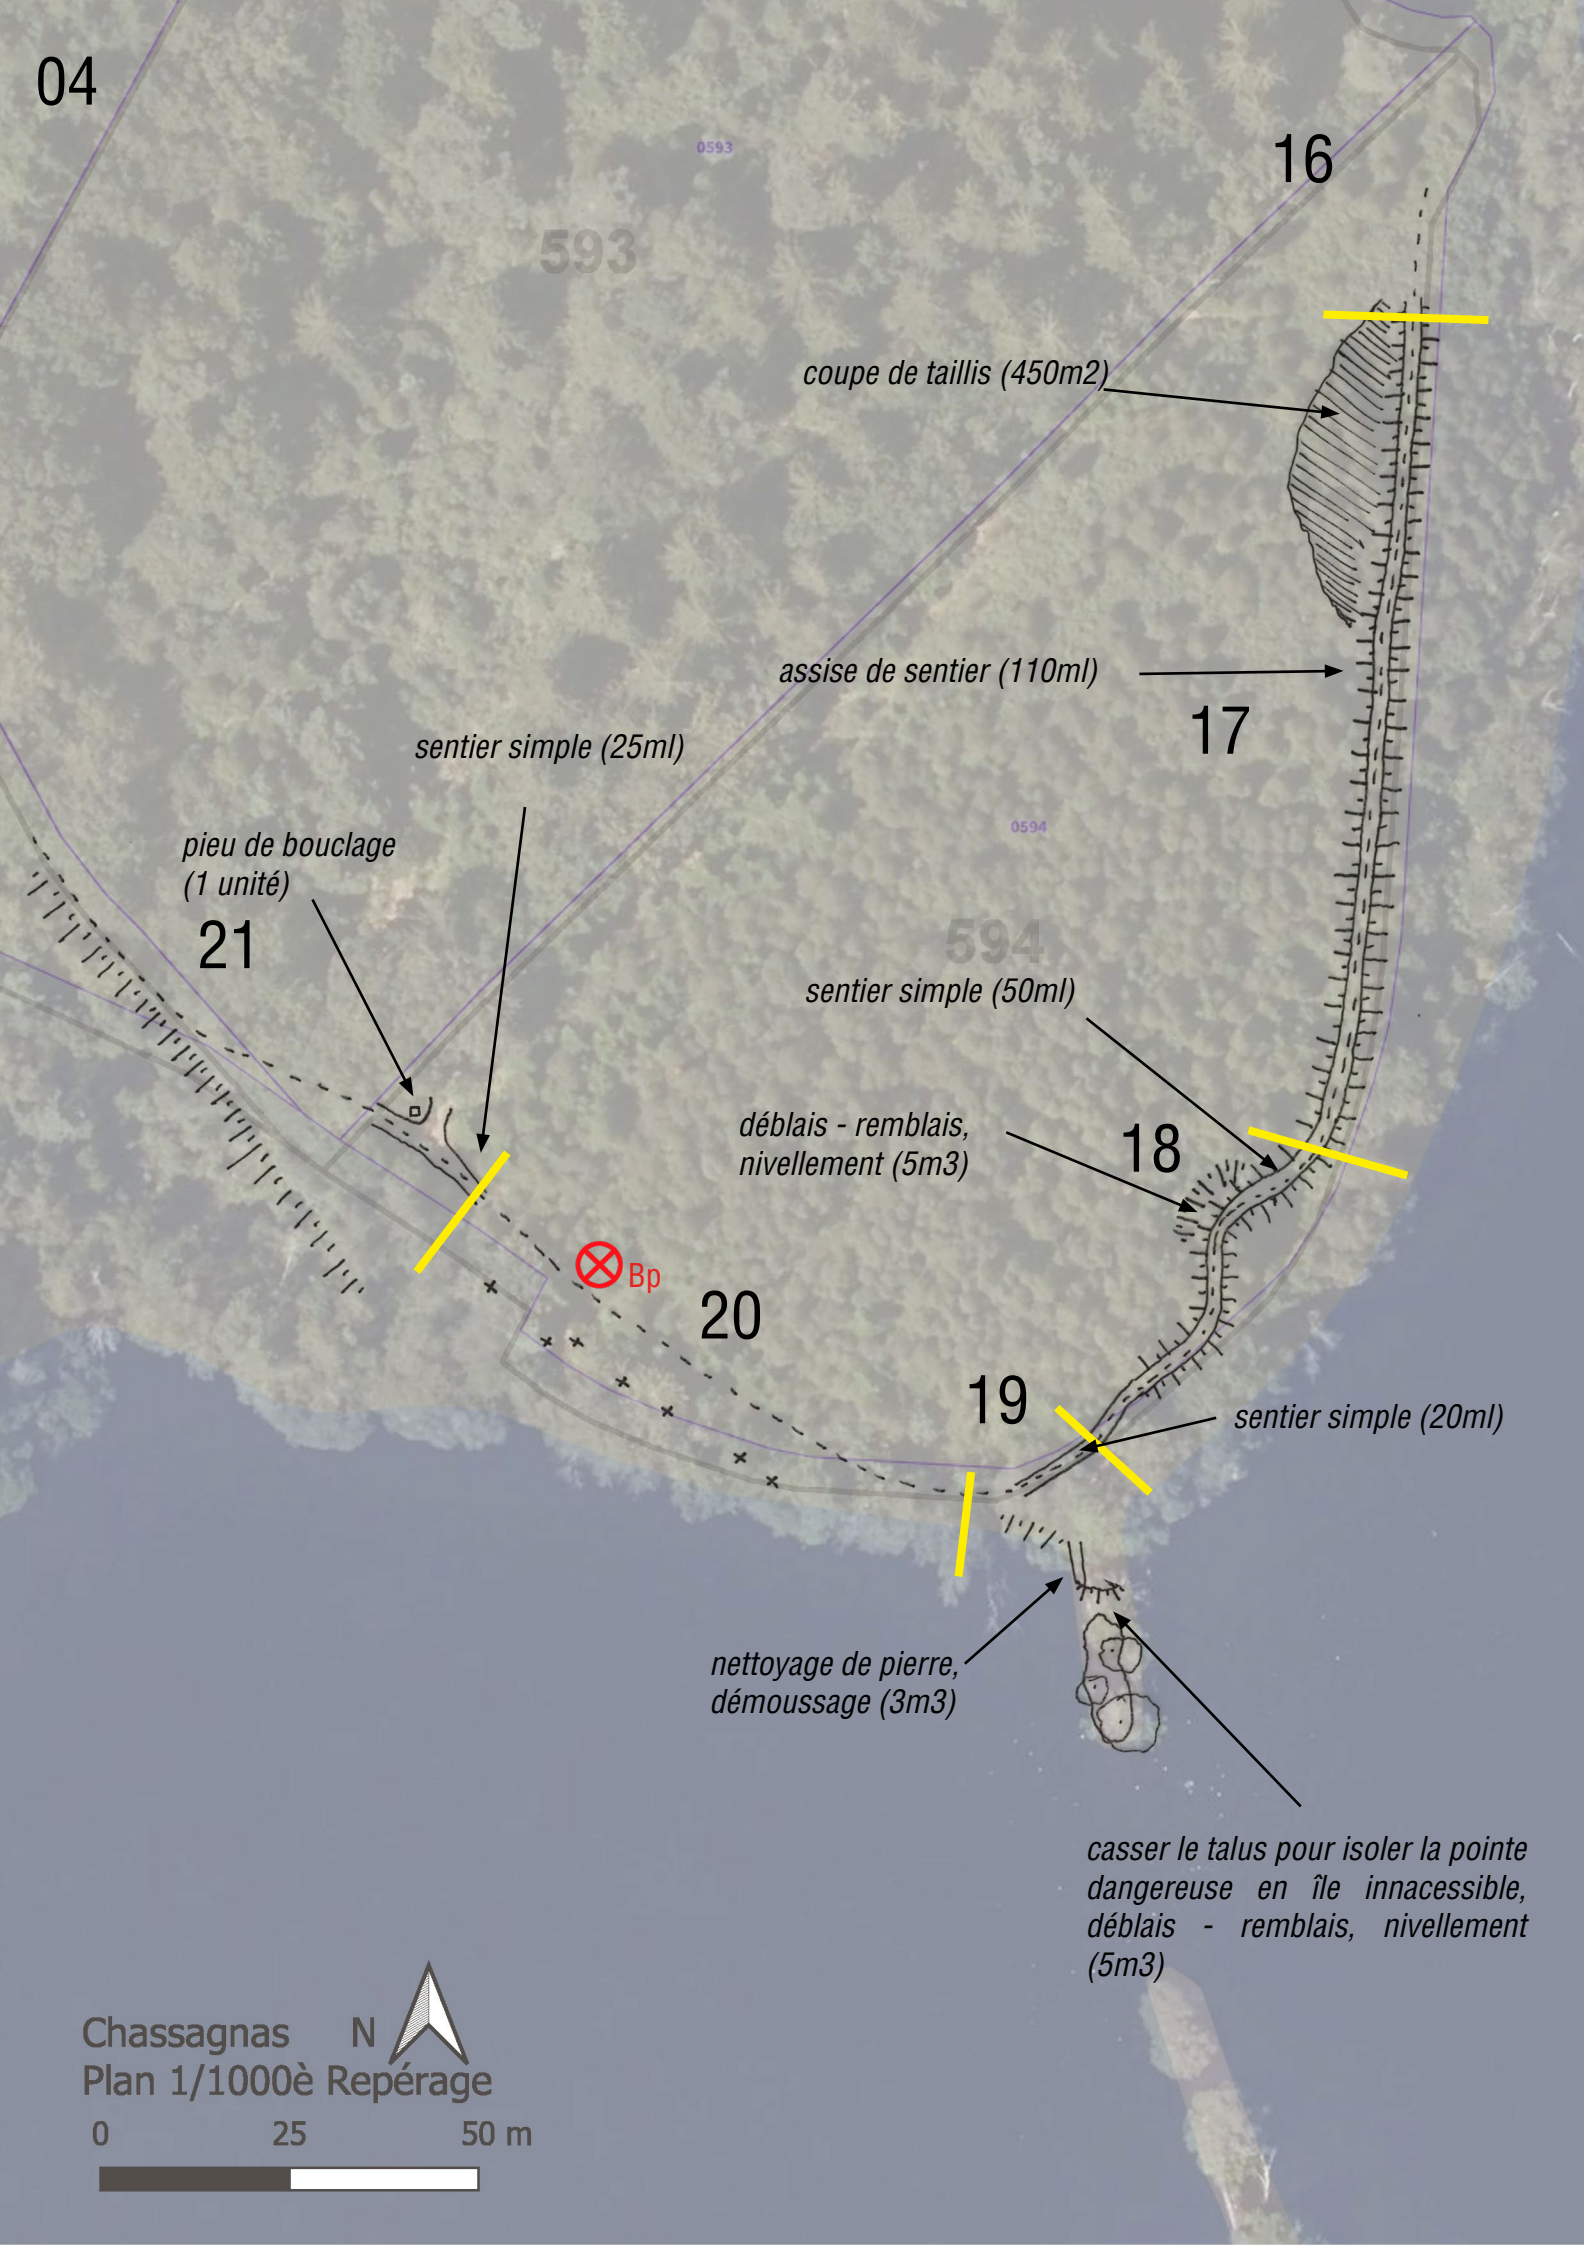 04
16
0593
593
coupe de taillis (450m2)
assise de sentier (110ml)
17
sentier simple (25ml)
pieu de bouclage
(1 unité)
21
0594
594
sentier simple (50ml)
déblais - remblais,
nivellement (5m3)
18
Bp
20
19
sentier simple (20ml)
nettoyage de pierre,
démoussage (3m3)
casser le talus pour isoler la pointe
dangereuse en île innacessible,
déblais - remblais, nivellement
(5m3)
Chassagnas N
Plan 1/1000è Repérage
0 25 50 m